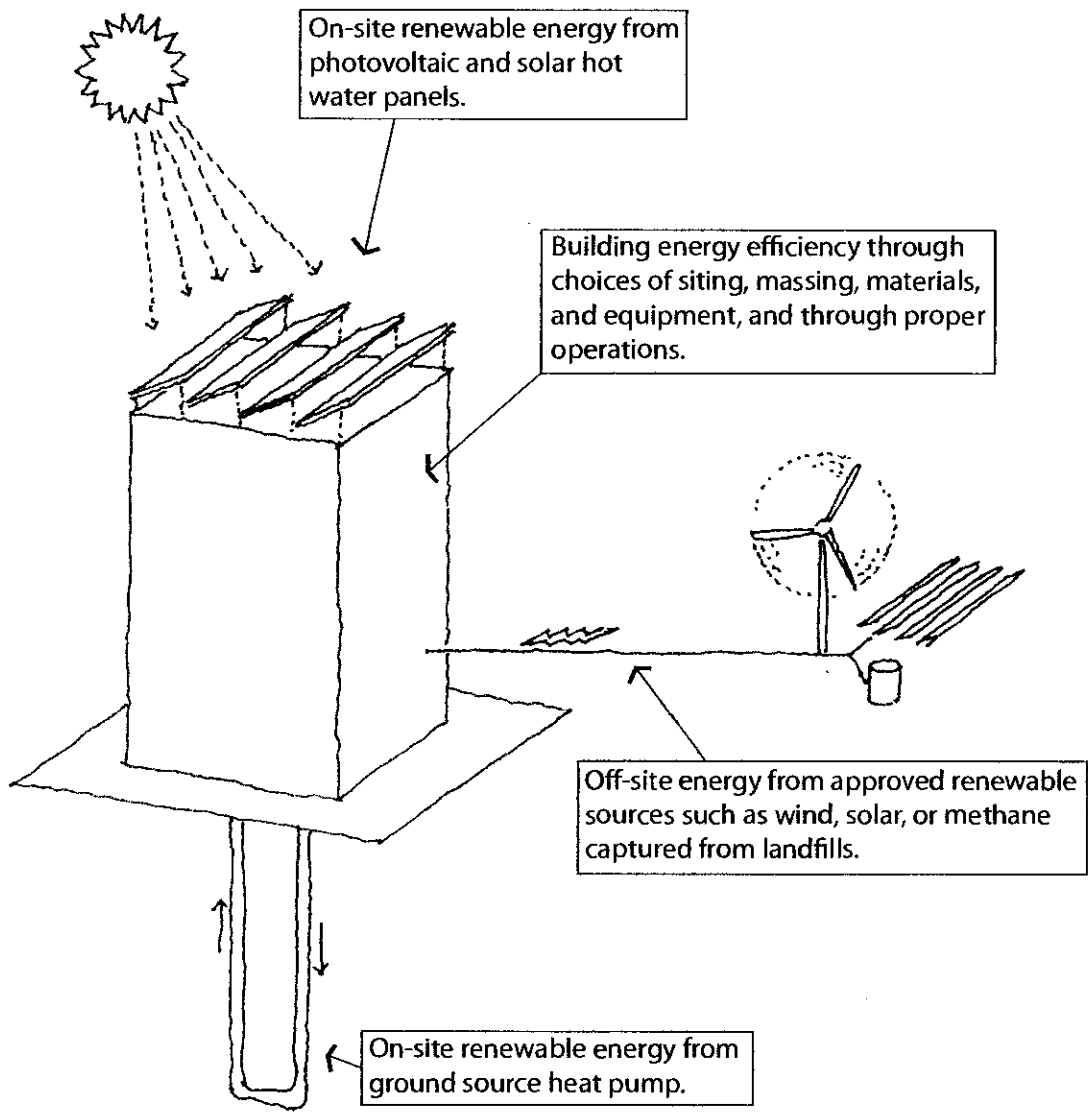 On-site renewable energy from
photovoltaic and solar hot
water panels.
Building energy efficiency through
choices of siting, massing, materials,
and equipment, and through proper
operations.
Off-site energy from approved renewable
sources such as wind, solar, or methane
captured from landfills.
On-site renewable energy from
ground source heat pump.